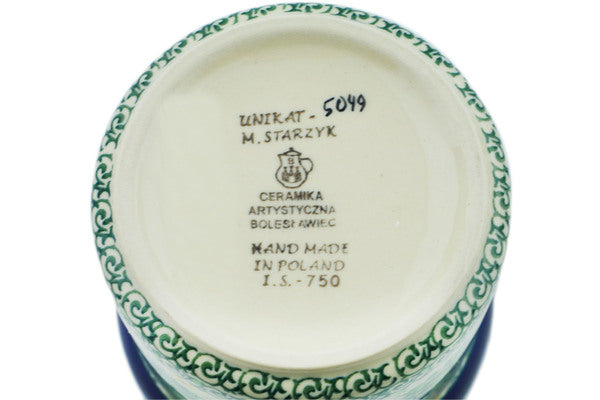 UNIKAT - 5049
M. STARZYK
B
CERAMIKA
ARTYSTYCZNA
BOLESŁAWIEC
HAND MADE
IN POLAND
I.S.-750